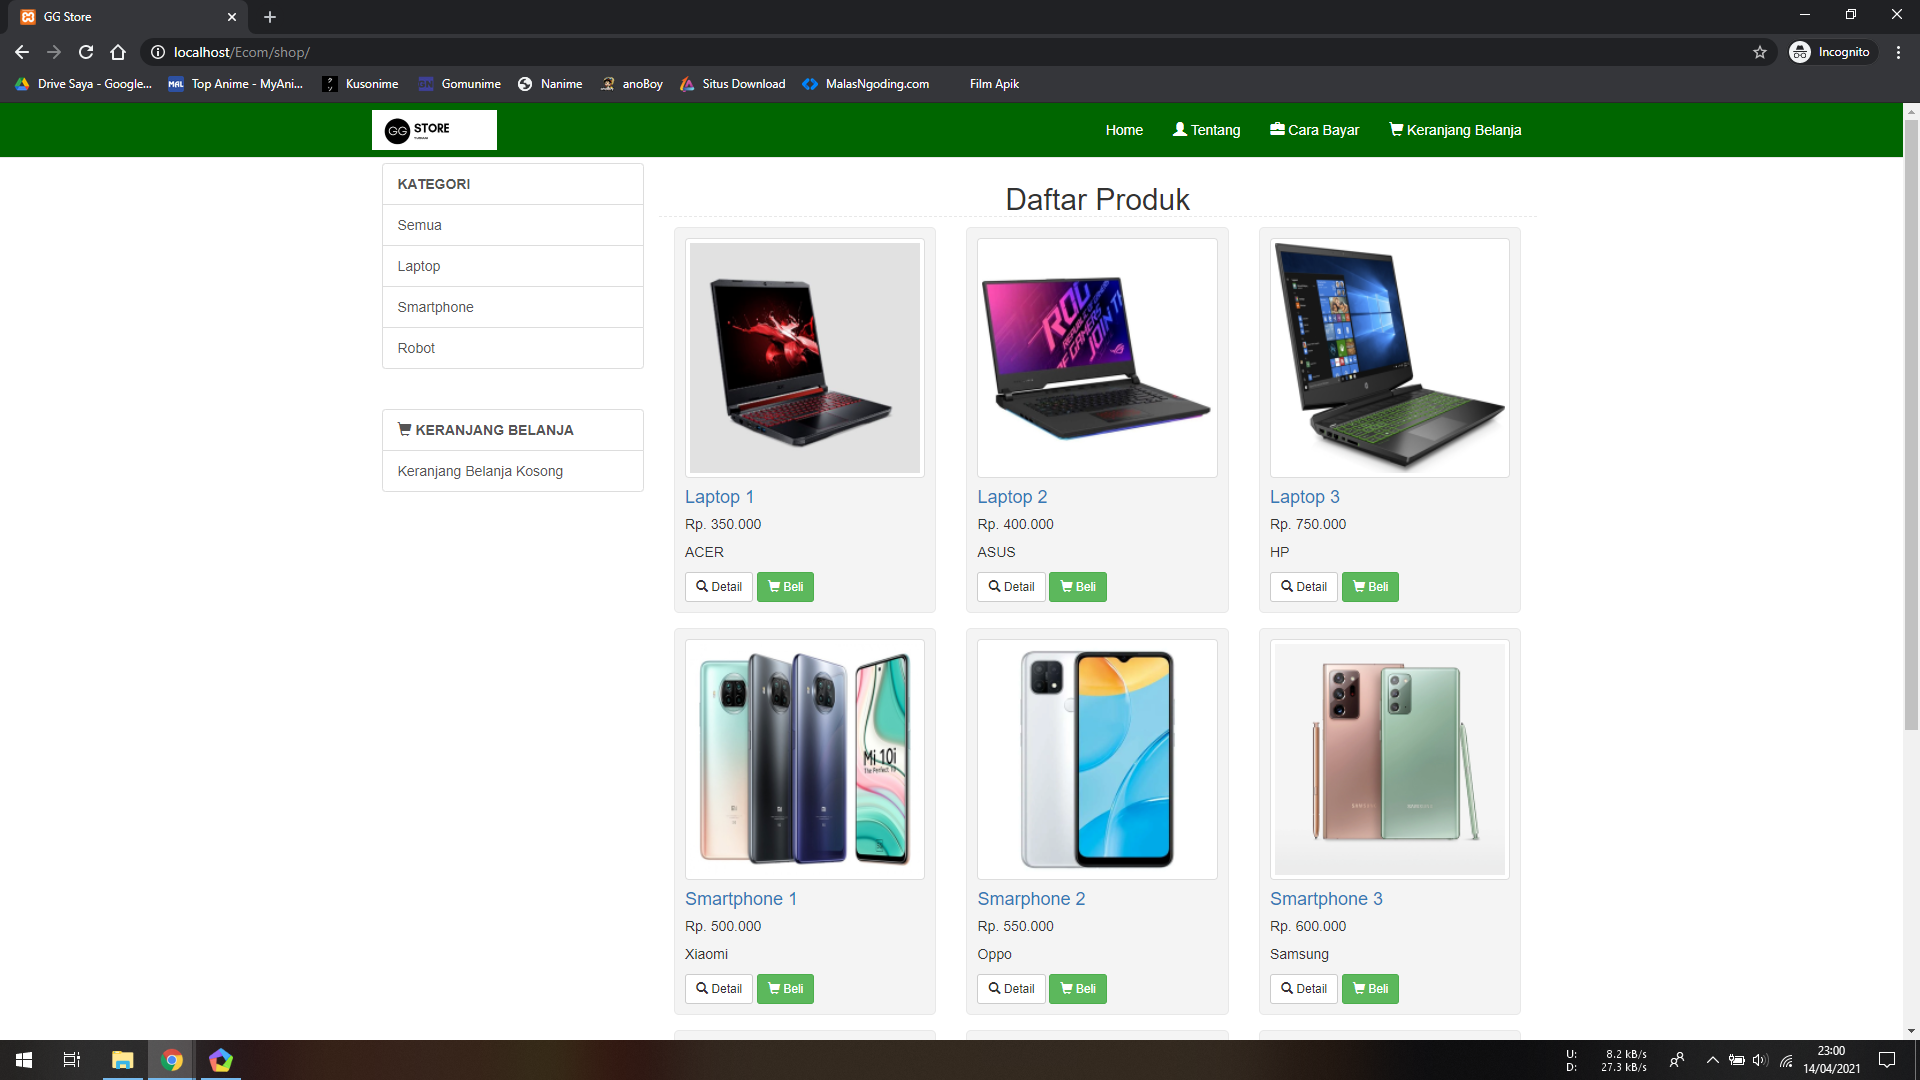 GG Store
localhost/Ecom/shop/
Incognito
Drive Saya - Google...
MAL Top Anime - MyAni...
Kusonime
Gomunime
Nanime
anoBoy
Situs Download
MalasNgoding.com
Film Apik
GG STORE
Home
Tentang
Cara Bayar
Keranjang Belanja
KATEGORI
Semua
Laptop
Smartphone
Robot
KERANJANG BELANJA
Keranjang Belanja Kosong
Daftar Produk
Laptop 1
Rp. 350.000
ACER
Detail
Beli
Laptop 2
Rp. 400.000
ASUS
Detail
Beli
Laptop 3
Rp. 750.000
HP
Detail
Beli
Mi 10i
Smartphone 1
Rp. 500.000
Xiaomi
Detail
Beli
Smarphone 2
Rp. 550.000
Oppo
Detail
Beli
Smartphone 3
Rp. 600.000
Samsung
Detail
Beli
U: 8.2 kB/s
D: 27.3 kB/s
23:00
14/04/2021